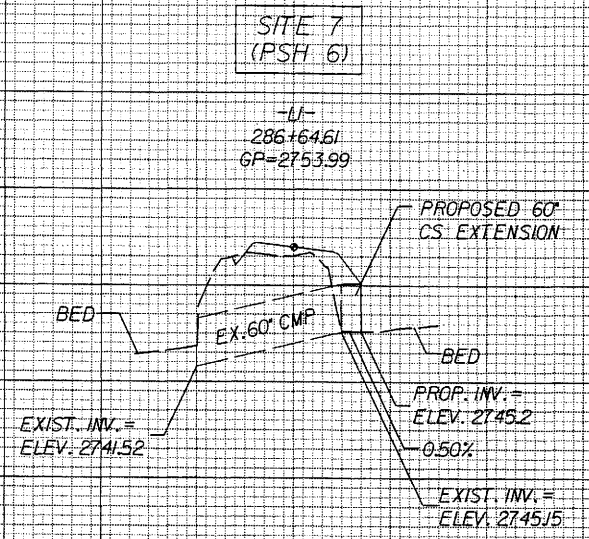 SITE 7
(PSH 6)
-L-
286+64.61
GP=2753.99
PROPOSED 60"
CS EXTENSION
BED
EX. 60" CMP
BED
PROP. INV. =
ELEV. 2745.2
EXIST. INV. =
ELEV. 2741.52
0.50%
EXIST. INV. =
ELEV. 2745.15